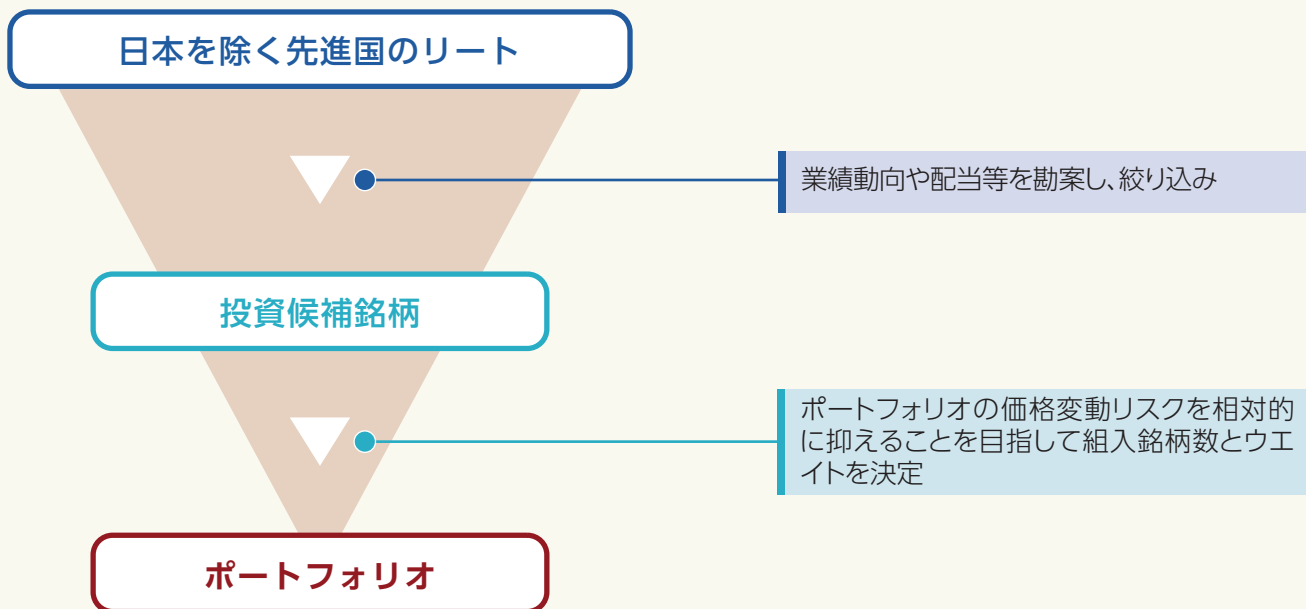 日本を除く先進国のリート
業績動向や配当等を勘案し、絞り込み
投資候補銘柄
ポートフォリオの価格変動リスクを相対的
に抑えることを目指して組入銘柄数とウエ
イトを決定
ポートフォリオ